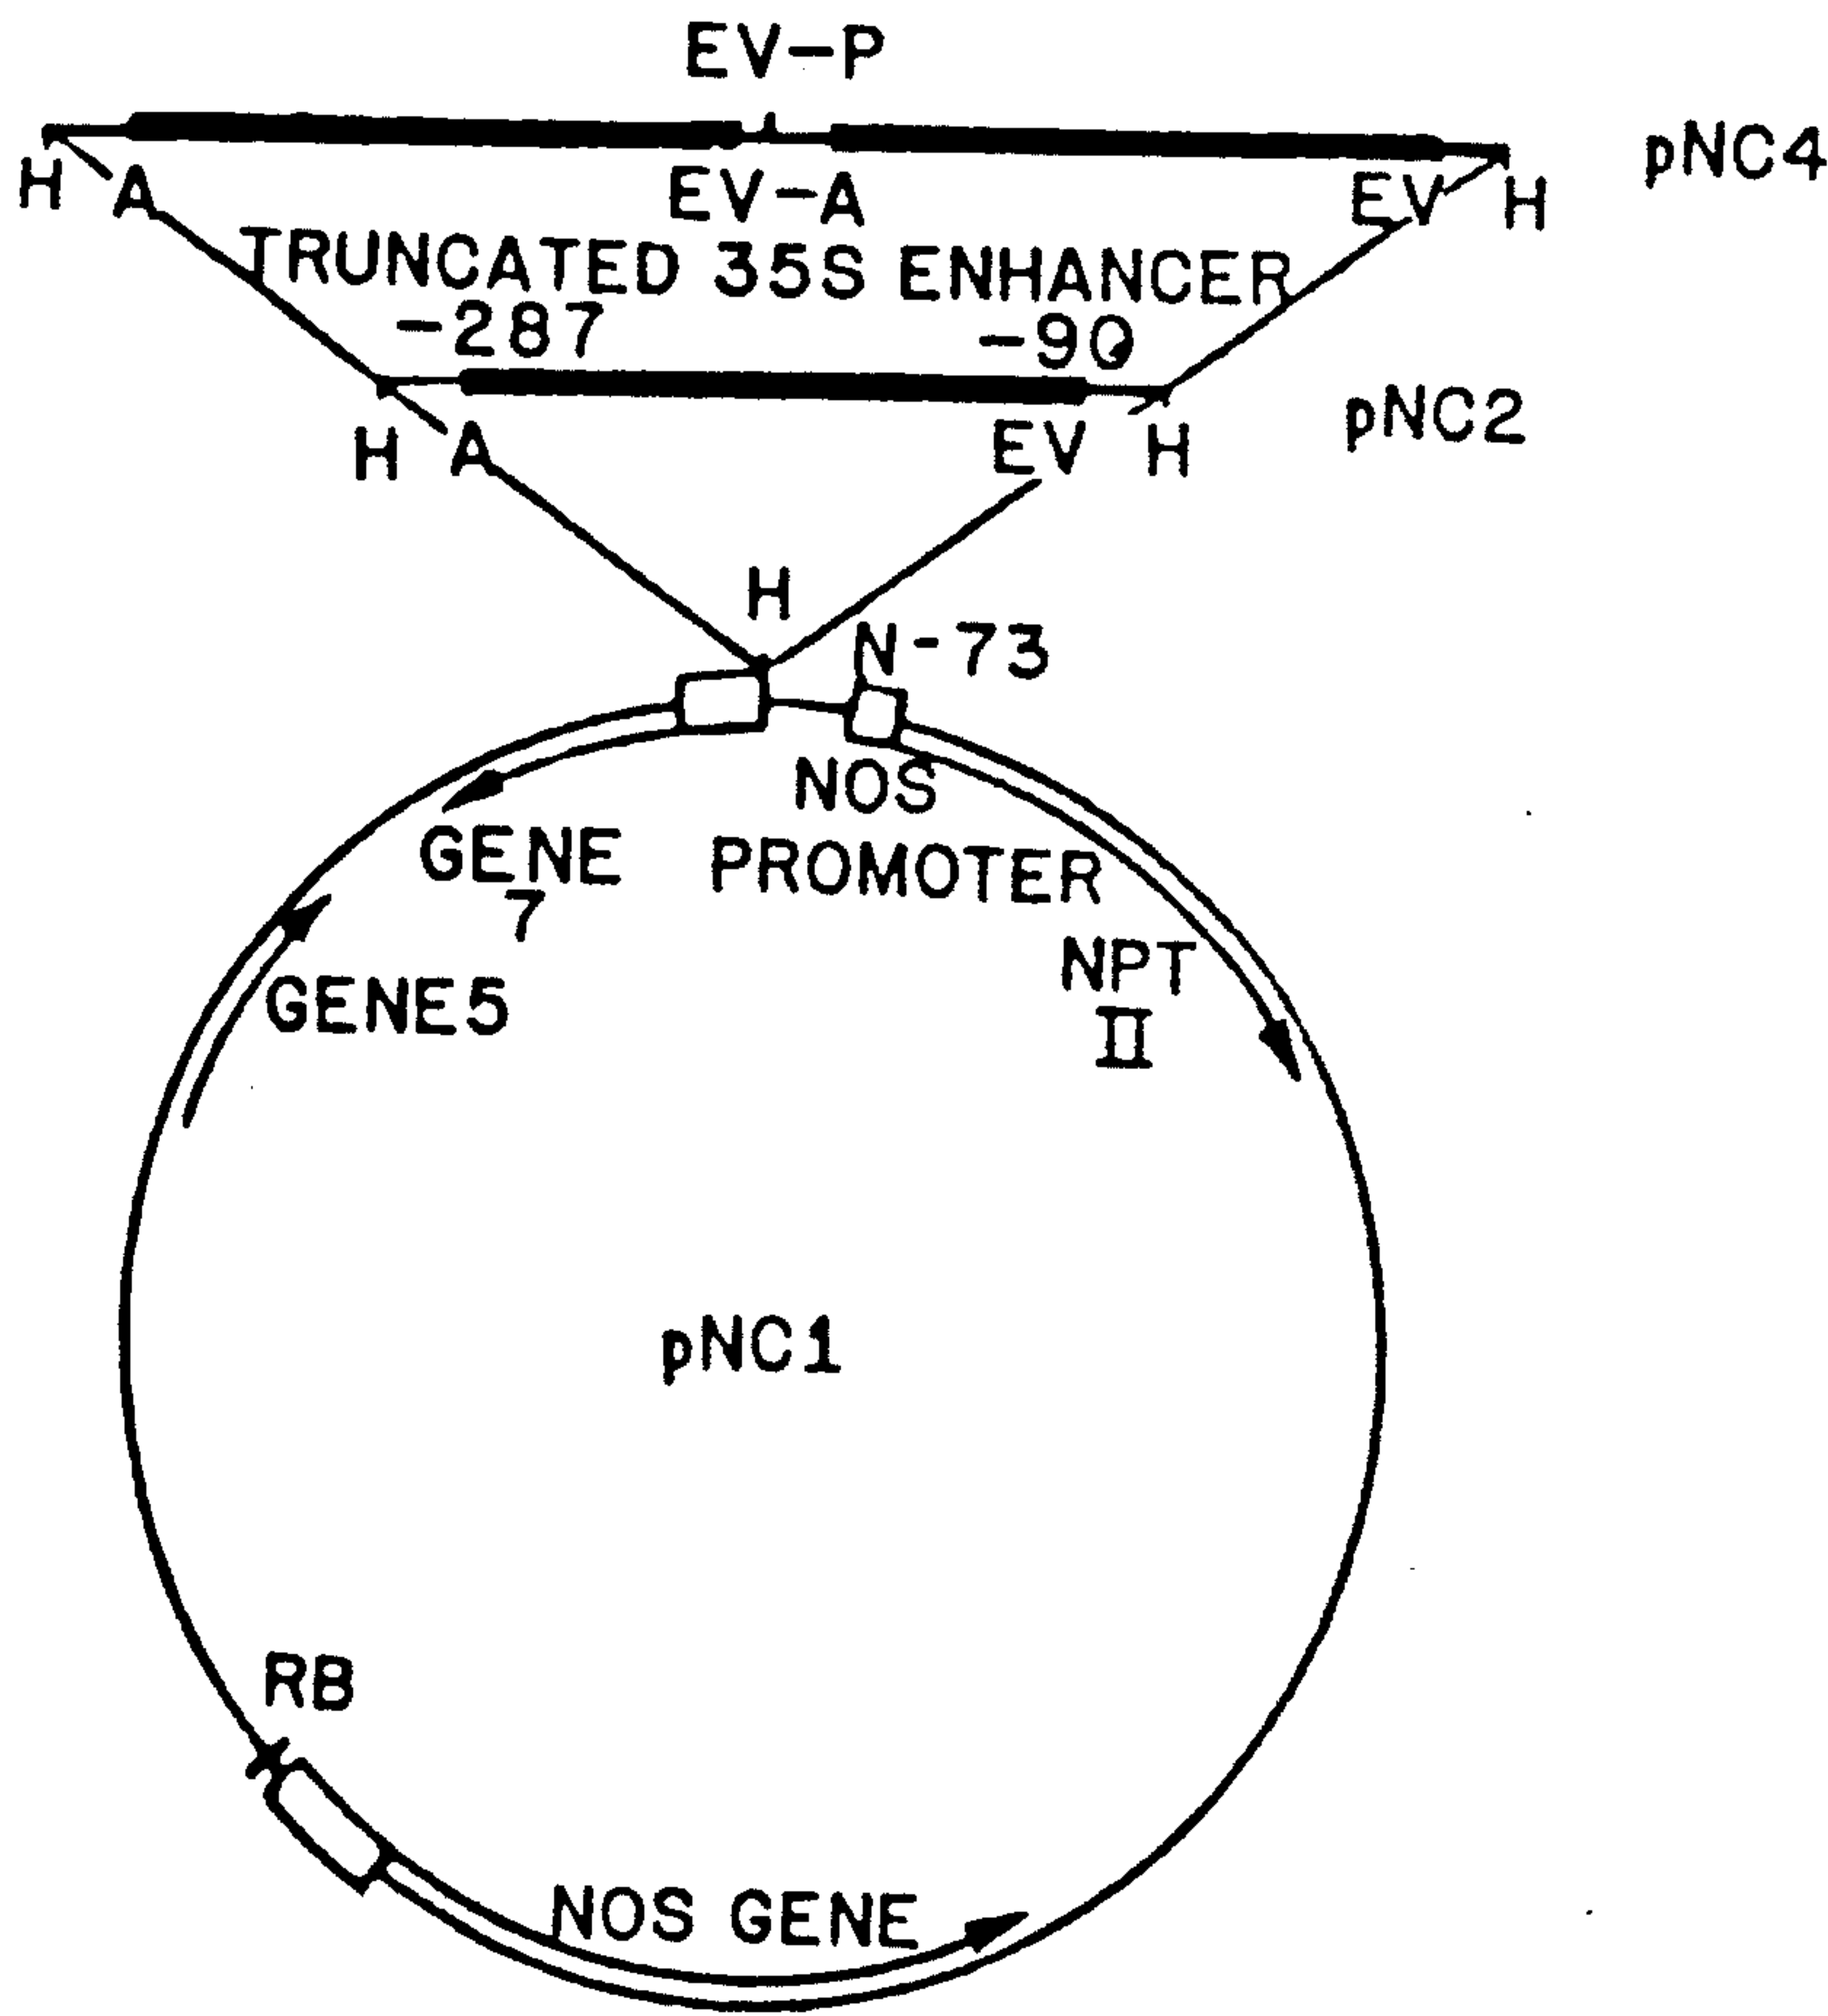 EV-P
pNC4
H A
EV-A
EV H
TRUNCATED 35S ENHANCER
-287
-90
pNC2
H A
EV H
H
N-73
NOS
PROMOTER
GENE
7
GENE5
NPT
II
pNC1
RB
NOS GENE